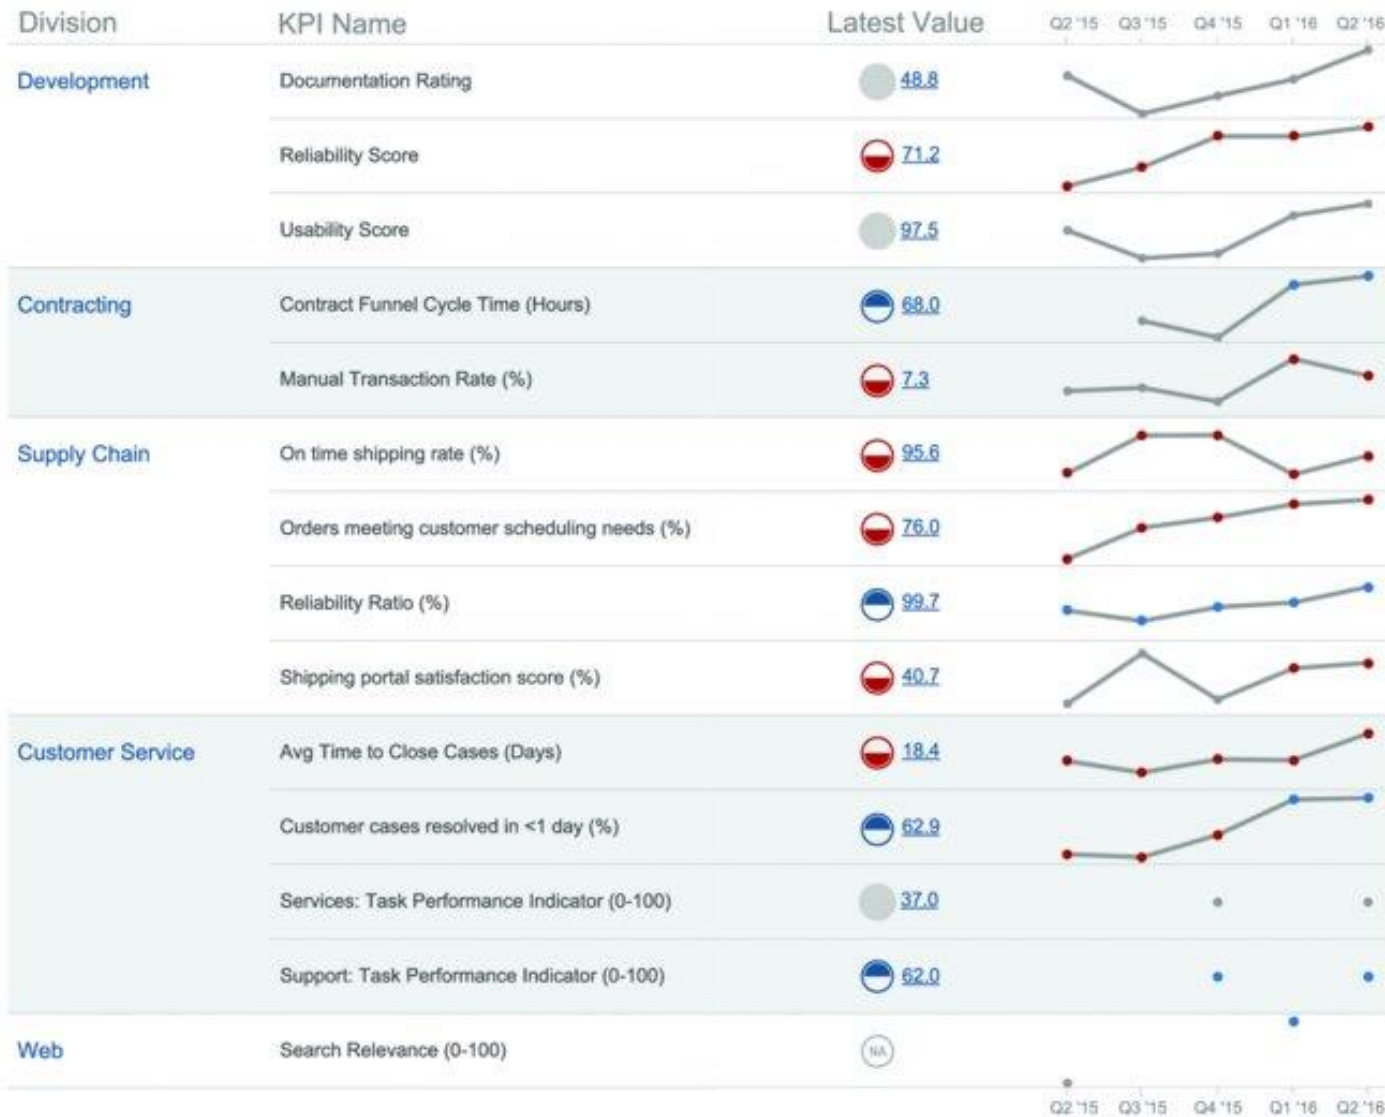 Division KPI Name Latest Value Q2 '15 Q3 '15 Q4 '15 Q1 '16 Q2 '16
Development Documentation Rating 48.8
Reliability Score 71.2
Usability Score 97.5
Contracting Contract Funnel Cycle Time (Hours) 68.0
Manual Transaction Rate (%) 7.3
Supply Chain On time shipping rate (%) 95.6
Orders meeting customer scheduling needs (%) 76.0
Reliability Ratio (%) 99.7
Shipping portal satisfaction score (%) 40.7
Customer Service Avg Time to Close Cases (Days) 18.4
Customer cases resolved in <1 day (%) 62.9
Services: Task Performance Indicator (0-100) 37.0
Support: Task Performance Indicator (0-100) 62.0
Web Search Relevance (0-100) NA
Q2 '15 Q3 '15 Q4 '15 Q1 '16 Q2 '16